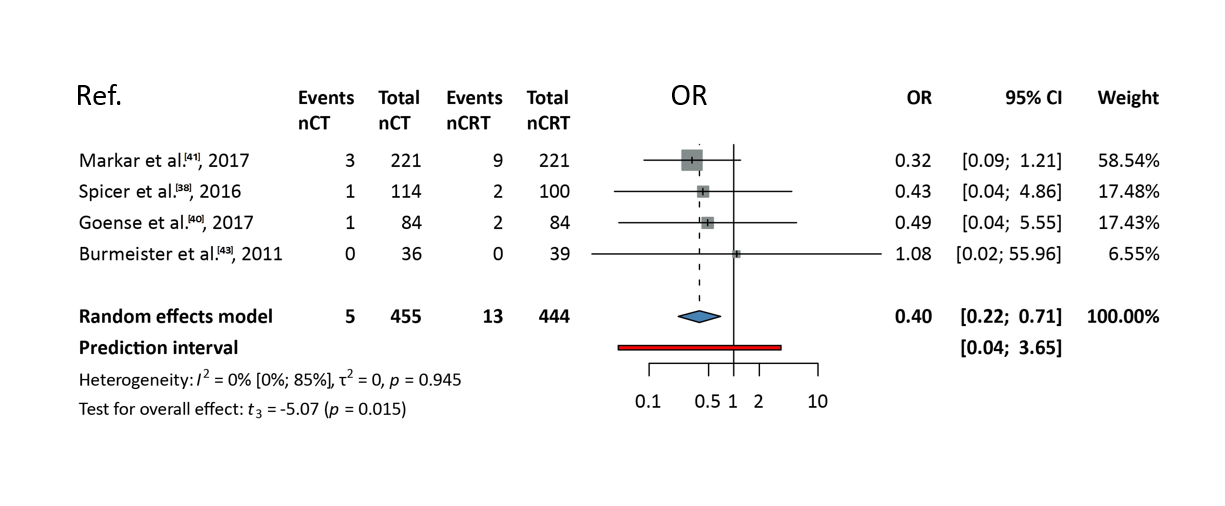 Ref. Events Total Events Total OR OR 95% CI Weight
nCT nCT nCRT nCRT
Markar et al.[41], 2017 3 221 9 221 0.32 [0.09; 1.21] 58.54%
Spicer et al.[38], 2016 1 114 2 100 0.43 [0.04; 4.86] 17.48%
Goense et al.[40], 2017 1 84 2 84 0.49 [0.04; 5.55] 17.43%
Burmeister et al.[43], 2011 0 36 0 39 1.08 [0.02; 55.96] 6.55%
Random effects model 5 455 13 444 0.40 [0.22; 0.71] 100.00%
Prediction interval [0.04; 3.65]
Heterogeneity: I² = 0% [0%; 85%], τ² = 0, p = 0.945
0.1 0.5 1 2 10
Test for overall effect: t₃ = -5.07 (p = 0.015)